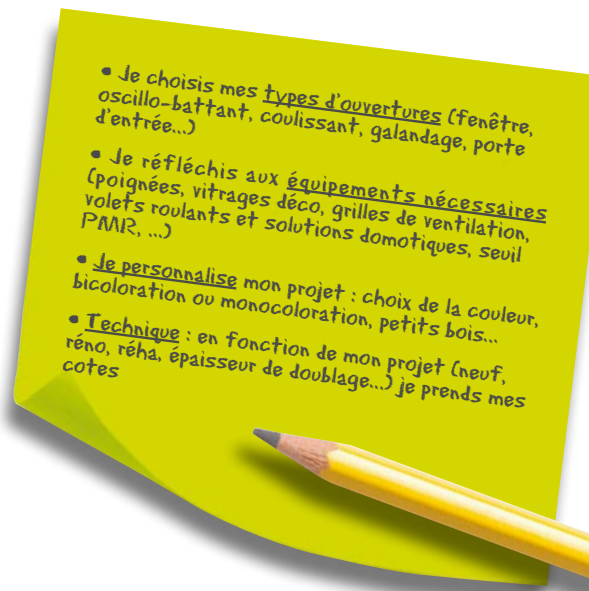 • Je choisis mes types d'ouvertures (fenêtre,
oscillo-battant, coulissant, galandage, porte
d'entrée...)
• Je réfléchis aux équipements nécessaires
(poignées, vitrages déco, grilles de ventilation,
volets roulants et solutions domotiques, seuil
PMR, ...)
• Je personnalise mon projet : choix de la couleur,
bicoloration ou monocoloration, petits bois...
• Technique : en fonction de mon projet (neuf,
réno, réha, épaisseur de doublage...) je prends mes
cotes